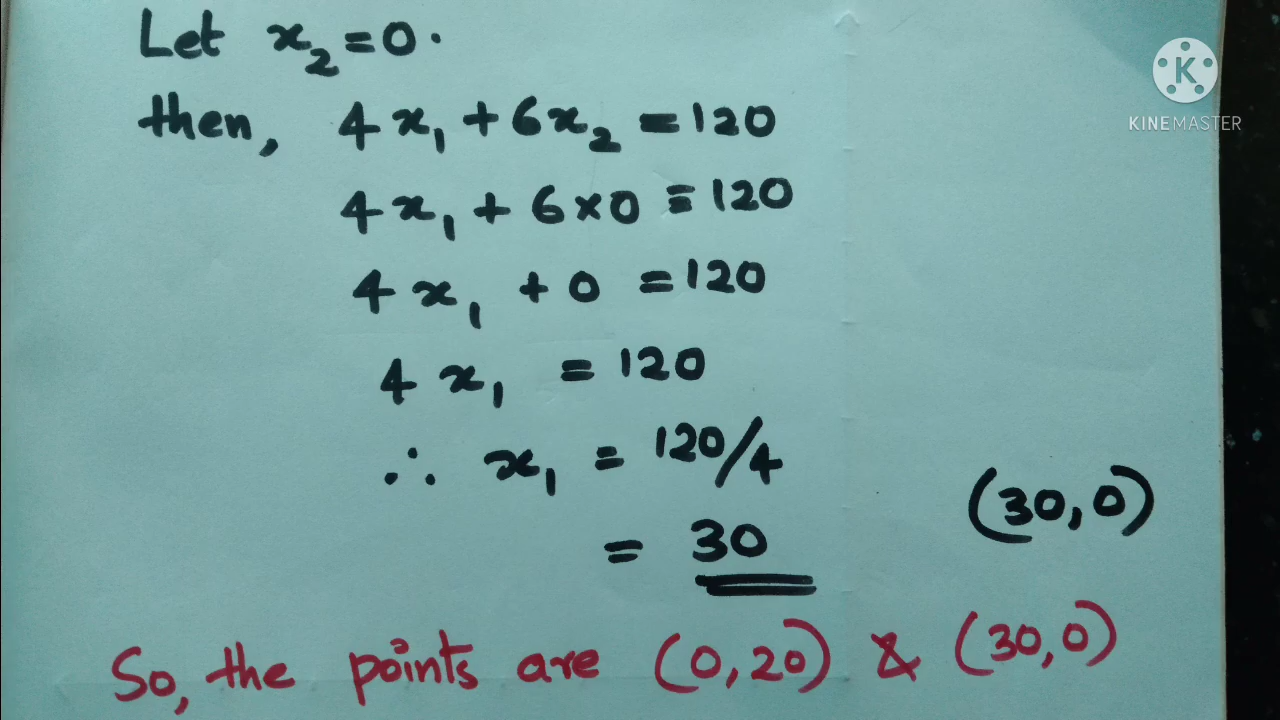 Let x₂ = 0.
then, 4x₁ + 6x₂ = 120
4x₁ + 6×0 = 120
4x₁ + 0 = 120
4x₁ = 120
∴ x₁ = 120/4
= 30
(30,0)
So, the points are (0,20) & (30,0)
K
KINEMASTER